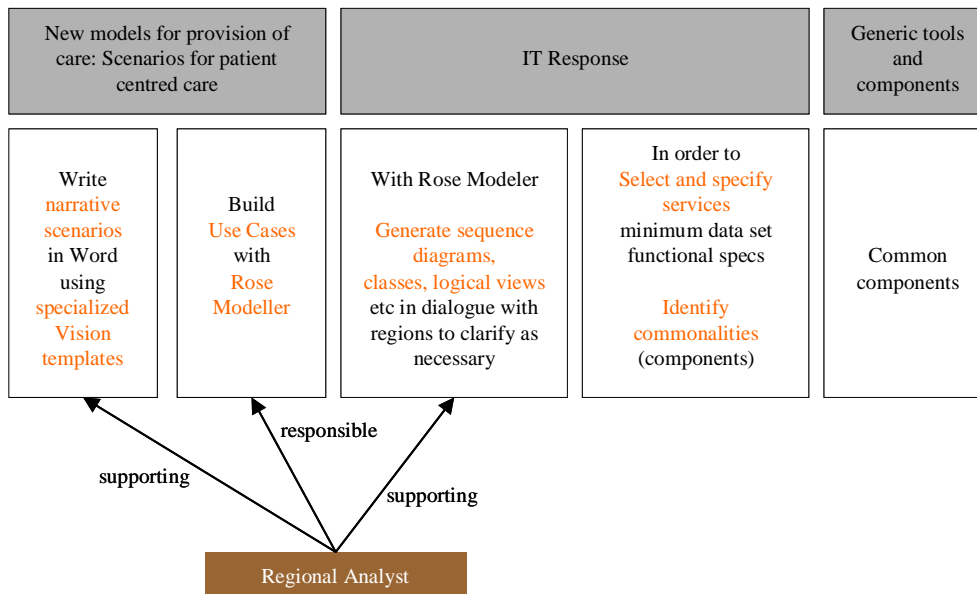 New models for provision of
care: Scenarios for patient
centred care
IT Response
Generic tools
and
components
Write
narrative
scenarios
in Word
using
specialized
Vision
templates
Build
Use Cases
with
Rose
Modeller
With Rose Modeler
Generate sequence
diagrams,
classes, logical views
etc in dialogue with
regions to clarify as
necessary
In order to
Select and specify
services
minimum data set
functional specs
Identify
commonalities
(components)
Common
components
responsible
supporting
supporting
Regional Analyst